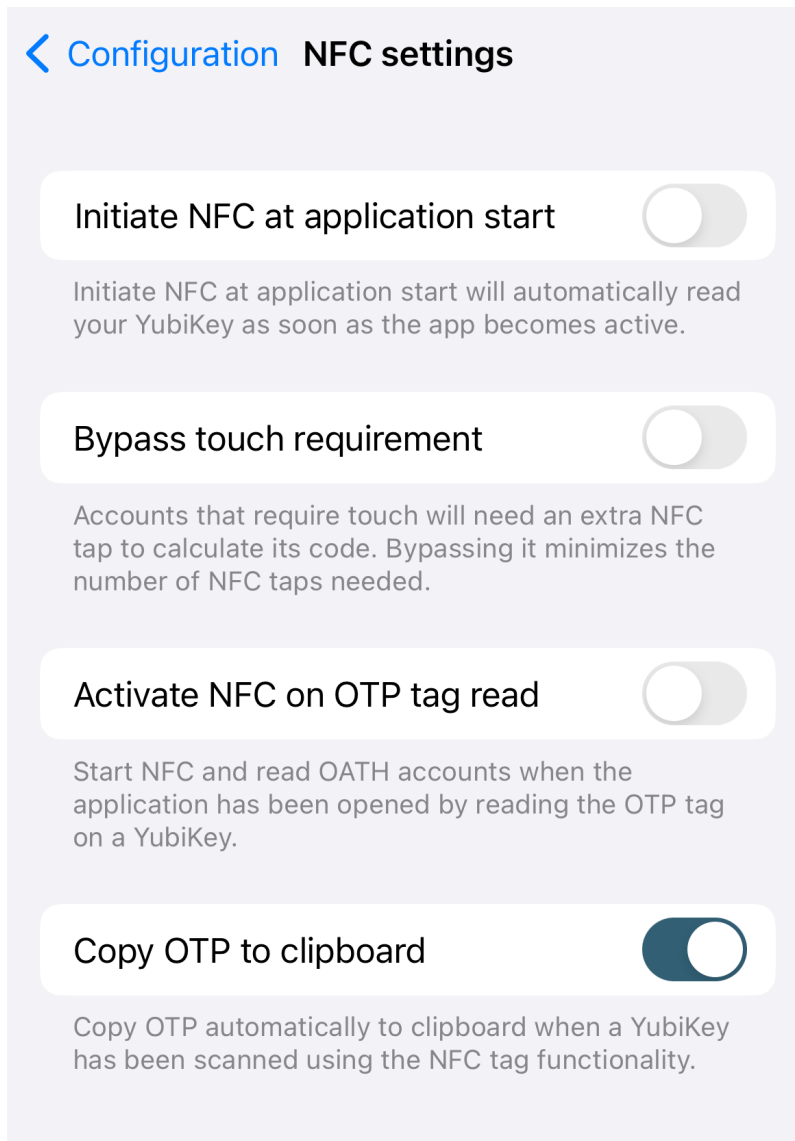 Configuration NFC settings
Initiate NFC at application start
Initiate NFC at application start will automatically read
your YubiKey as soon as the app becomes active.
Bypass touch requirement
Accounts that require touch will need an extra NFC
tap to calculate its code. Bypassing it minimizes the
number of NFC taps needed.
Activate NFC on OTP tag read
Start NFC and read OATH accounts when the
application has been opened by reading the OTP tag
on a YubiKey.
Copy OTP to clipboard
Copy OTP automatically to clipboard when a YubiKey
has been scanned using the NFC tag functionality.